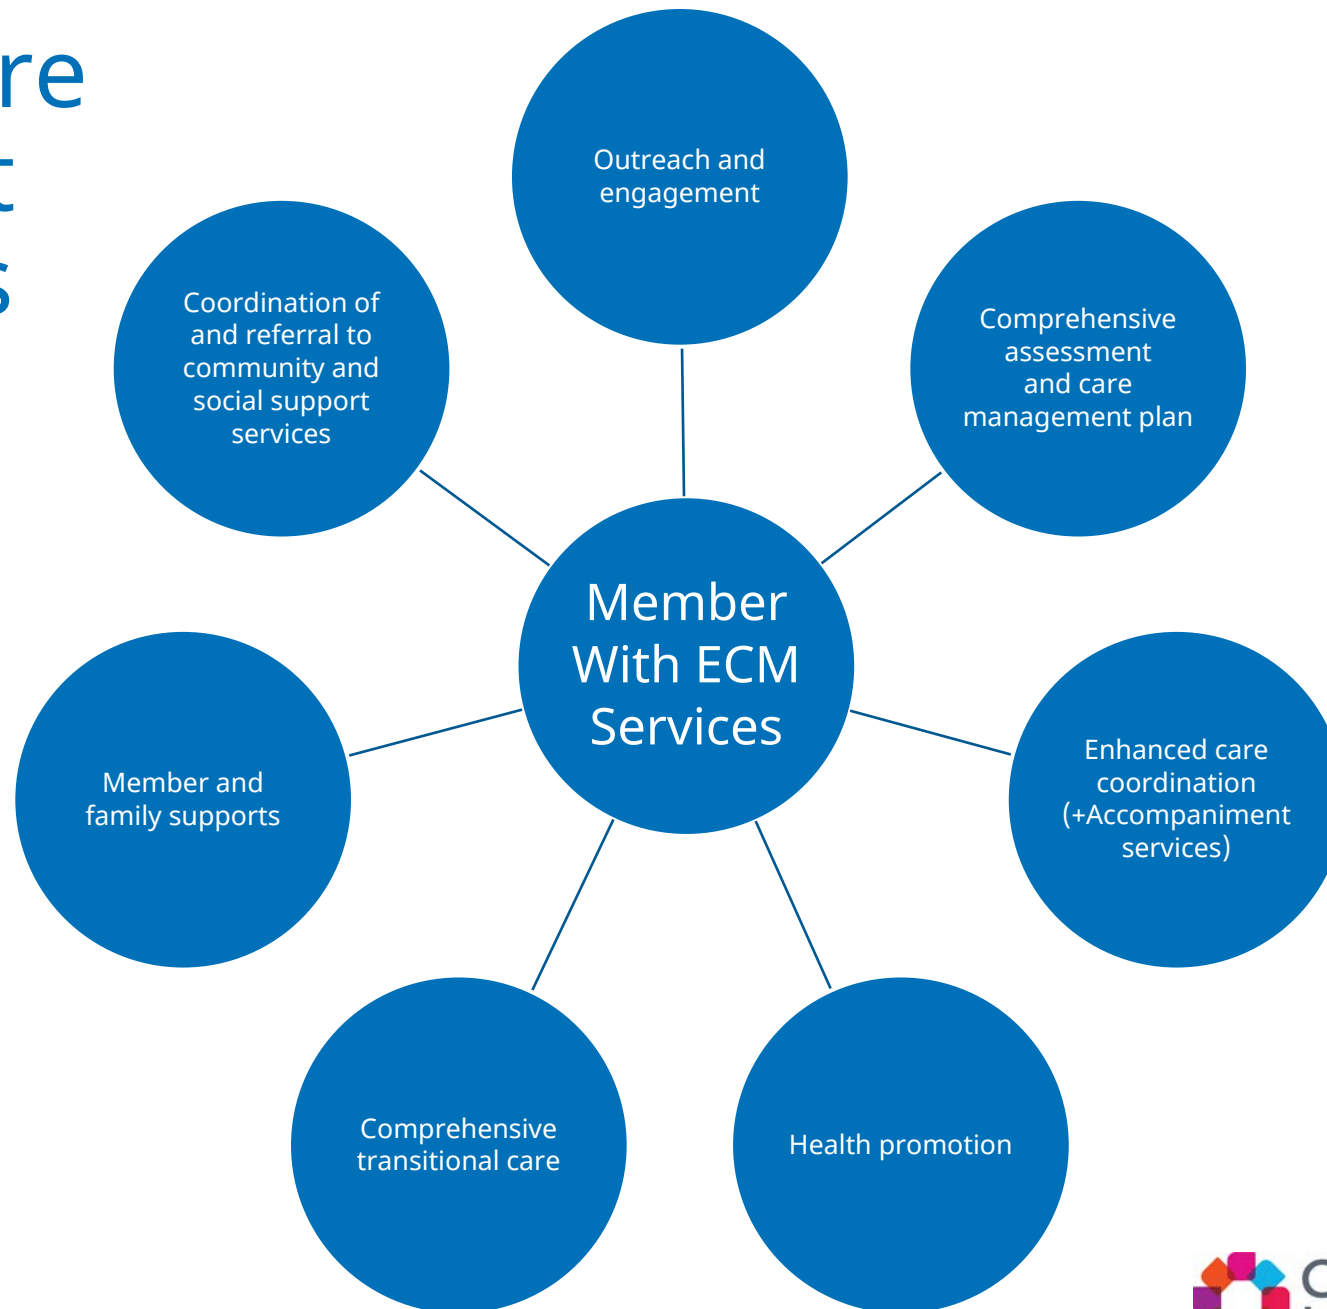 Outreach and
engagement
Comprehensive
assessment
and care
management plan
Enhanced care
coordination
(+Accompaniment
services)
Health promotion
Comprehensive
transitional care
Member and
family supports
Coordination of
and referral to
community and
social support
services
Member
With ECM
Services